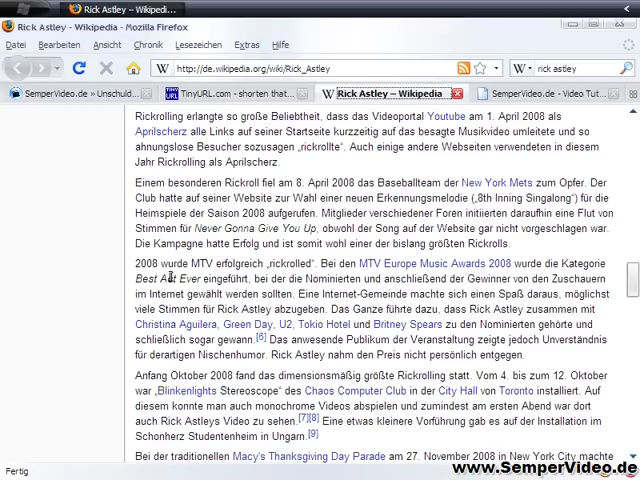 Rick Astley – Wikipedi...
Rick Astley - Wikipedia - Mozilla Firefox
Datei Bearbeiten Ansicht Chronik Lesezeichen Extras Hilfe
W http://de.wikipedia.org/wiki/Rick_Astley W rick astley
SemperVideo.de » Unschuld... TINY URL TinyURL.com - shorten that... W Rick Astley – Wikipedia SemperVideo.de - Video Tut...
Rickrolling erlangte so große Beliebtheit, dass das Videoportal Youtube am 1. April 2008 als
Aprilscherz alle Links auf seiner Startseite kurzzeitig auf das besagte Musikvideo umleitete und so
ahnungslose Besucher sozusagen „rickrollte“. Auch einige andere Webseiten verwendeten in diesem
Jahr Rickrolling als Aprilscherz.
Einem besonderen Rickroll fiel am 8. April 2008 das Baseballteam der New York Mets zum Opfer. Der
Club hatte auf seiner Website zur Wahl einer neuen Erkennungsmelodie („8th Inning Singalong“) für die
Heimspiele der Saison 2008 aufgerufen. Mitglieder verschiedener Foren initiierten daraufhin eine Flut von
Stimmen für Never Gonna Give You Up, obwohl der Song auf der Website gar nicht vorgeschlagen war.
Die Kampagne hatte Erfolg und ist somit wohl einer der bislang größten Rickrolls.
2008 wurde MTV erfolgreich „rickrolled“. Bei den MTV Europe Music Awards 2008 wurde die Kategorie
Best Act Ever eingeführt, bei der die Nominierten und anschließend der Gewinner von den Zuschauern
im Internet gewählt werden sollten. Eine Internet-Gemeinde machte sich einen Spaß daraus, möglichst
viele Stimmen für Rick Astley abzugeben. Das Ganze führte dazu, dass Rick Astley zusammen mit
Christina Aguilera, Green Day, U2, Tokio Hotel und Britney Spears zu den Nominierten gehörte und
schließlich sogar gewann.[6] Das anwesende Publikum der Veranstaltung zeigte jedoch Unverständnis
für derartigen Nischenhumor. Rick Astley nahm den Preis nicht persönlich entgegen.
Anfang Oktober 2008 fand das dimensionsmäßig größte Rickrolling statt. Vom 4. bis zum 12. Oktober
war „Blinkenlights Stereoscope“ des Chaos Computer Club in der City Hall von Toronto installiert. Auf
diesem konnte man auch monochrome Videos abspielen und zumindest am ersten Abend war dort
auch Rick Astleys Video zu sehen.[7][8] Eine etwas kleinere Vorführung gab es auf der Installation im
Schonherz Studentenheim in Ungarn.[9]
Bei der traditionellen Macy's Thanksgiving Day Parade am 27. November 2008 in New York City machte
Fertig
www.SemperVideo.de